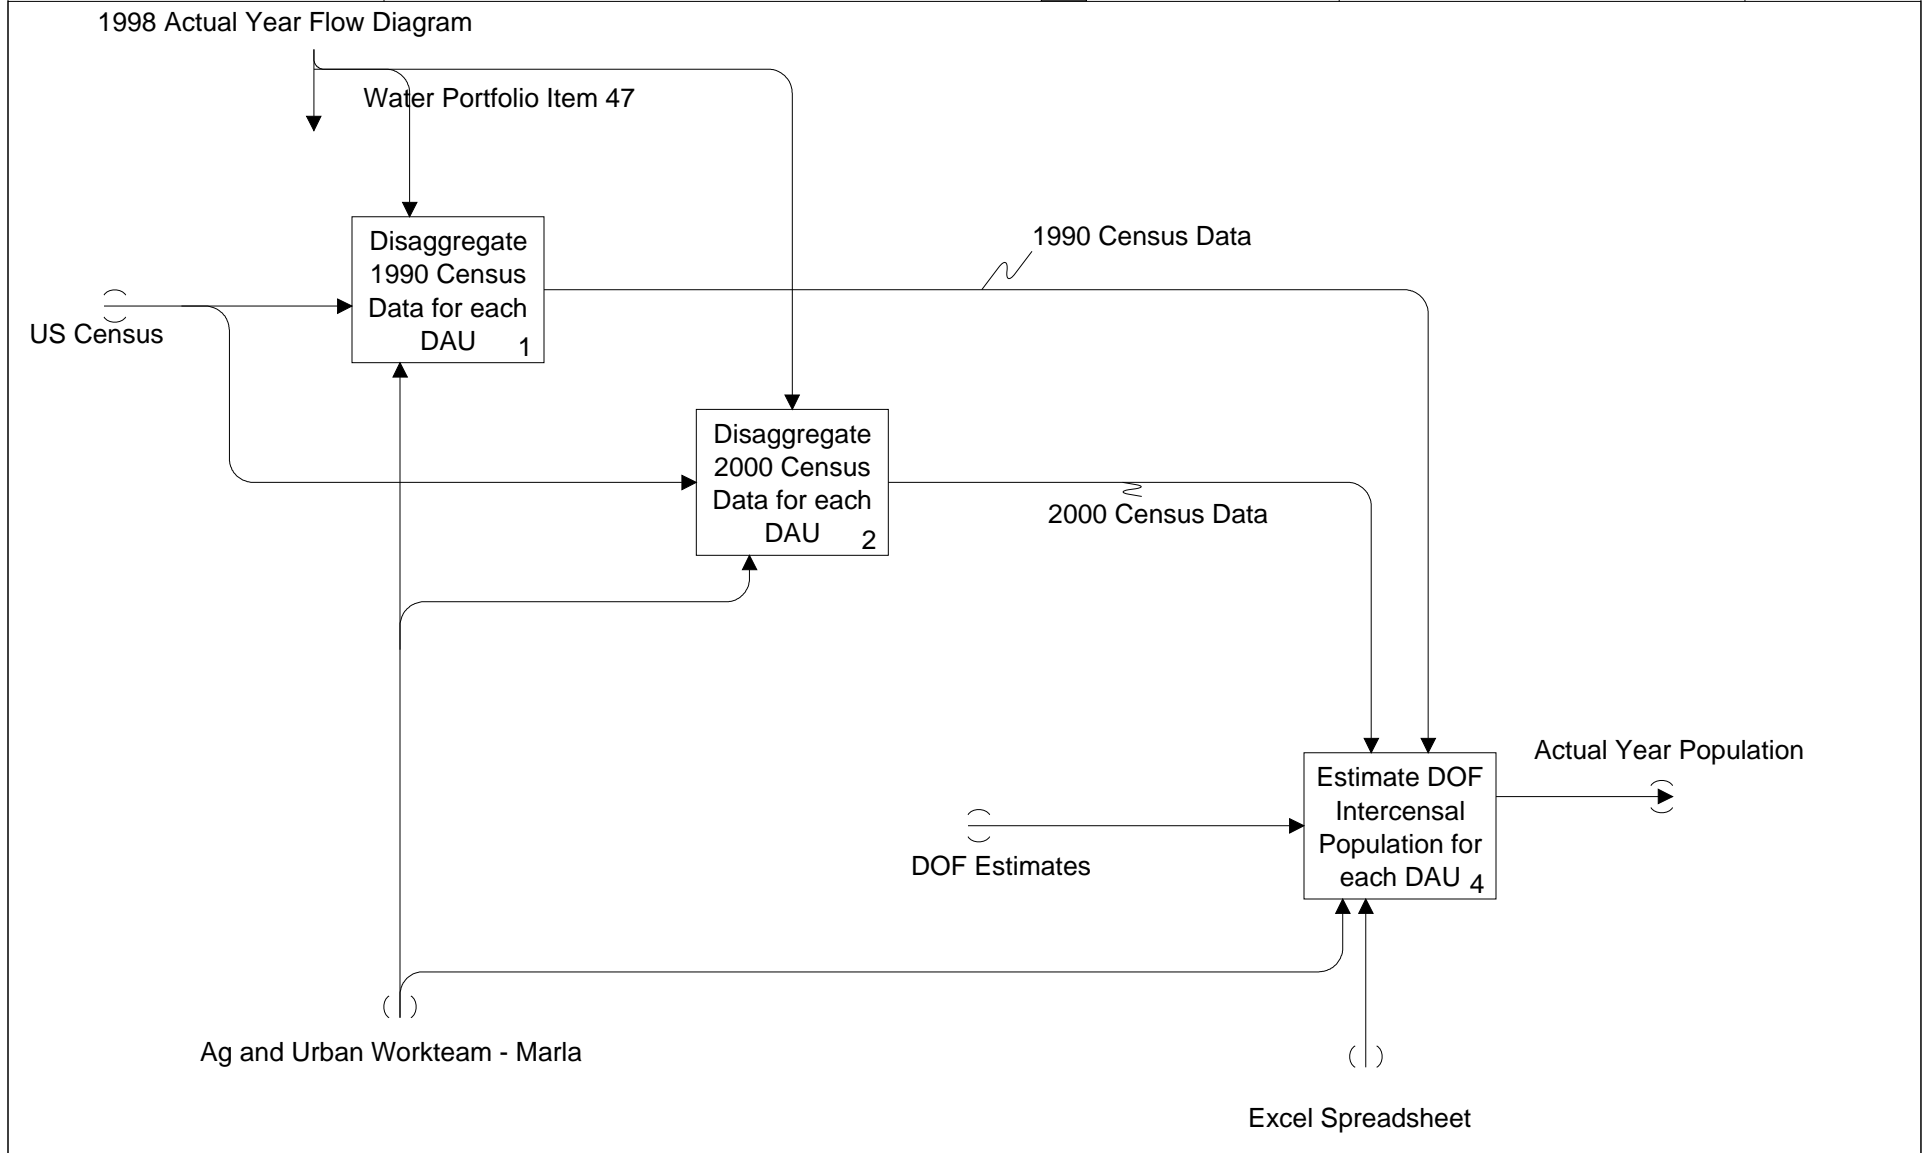 1998 Actual Year Flow Diagram
Water Portfolio Item 47
Disaggregate
1990 Census
Data for each
DAU 1
1990 Census Data
US Census
Disaggregate
2000 Census
Data for each
DAU 2
2000 Census Data
Actual Year Population
Estimate DOF
Intercensal
Population for
each DAU 4
DOF Estimates
Ag and Urban Workteam - Marla
Excel Spreadsheet